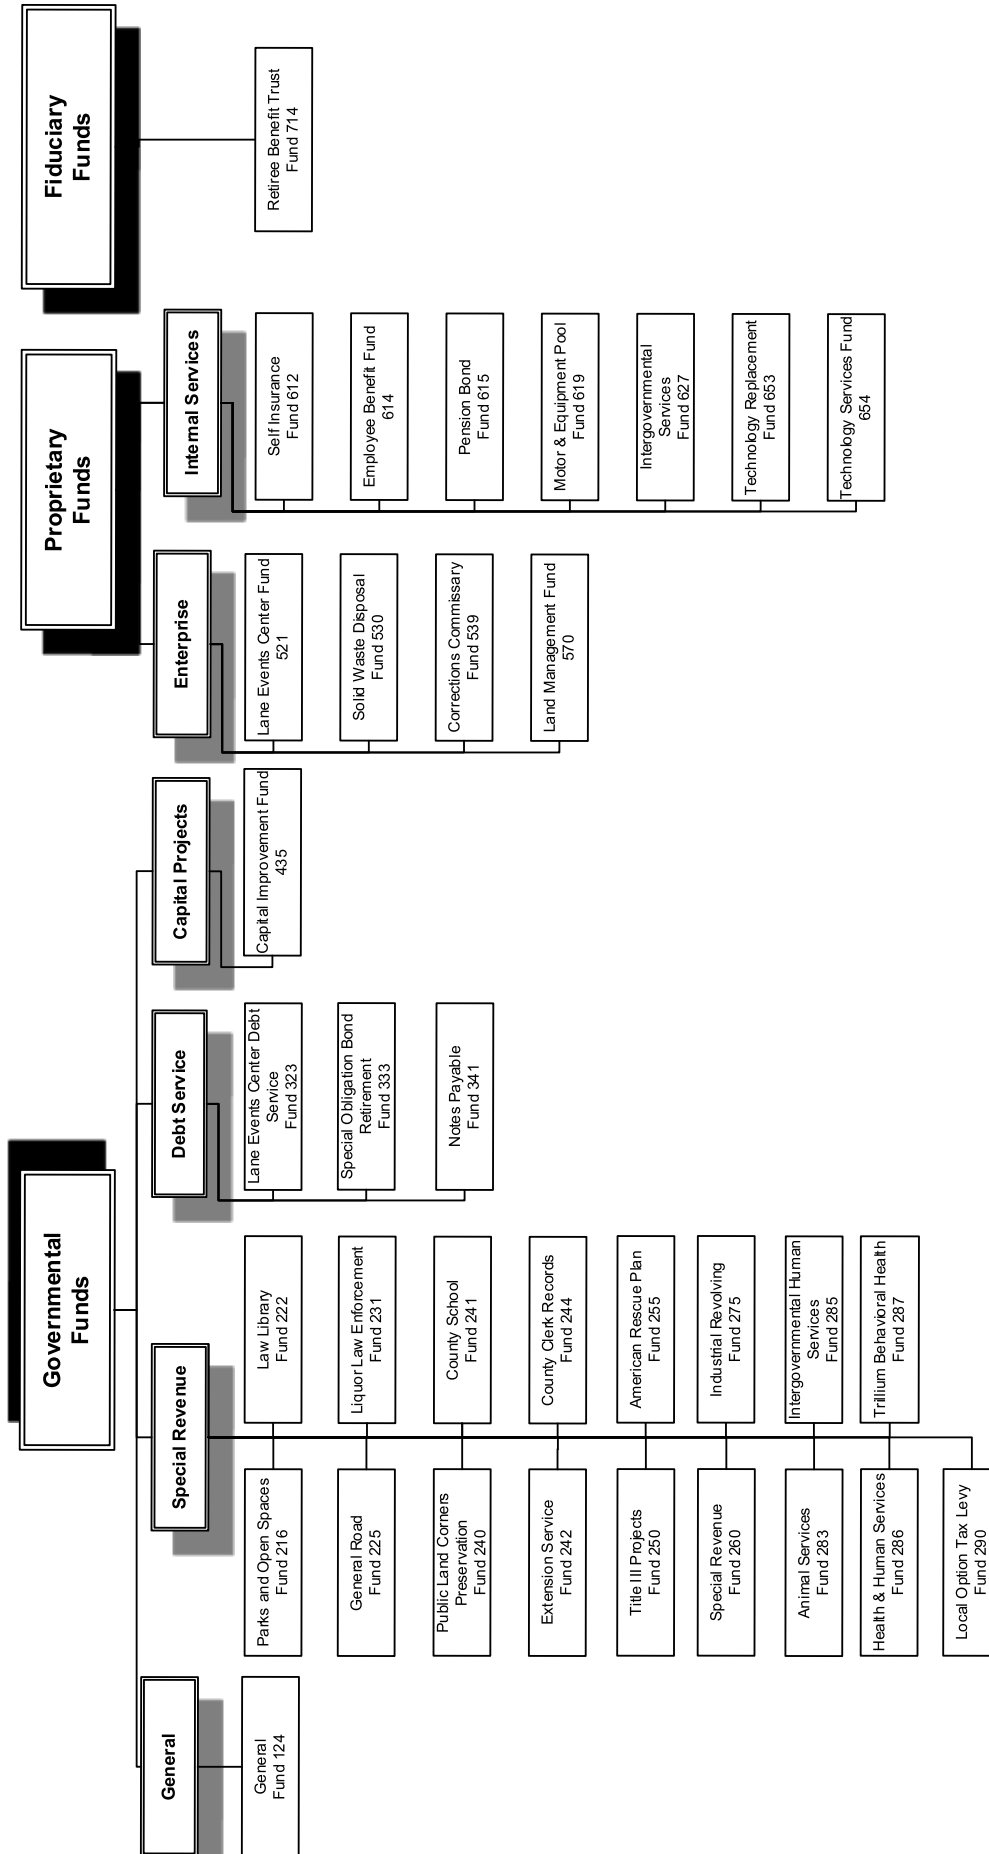 Governmental
Funds
Proprietary
Funds
Fiduciary
Funds
General
General
Fund 124
Special Revenue
Parks and Open Spaces
Fund 216
Law Library
Fund 222
General Road
Fund 225
Liquor Law Enforcement
Fund 231
Public Land Corners
Preservation
Fund 240
County School
Fund 241
Extension Service
Fund 242
County Clerk Records
Fund 244
Title III Projects
Fund 250
American Rescue Plan
Fund 255
Special Revenue
Fund 260
Industrial Revolving
Fund 275
Animal Services
Fund 283
Intergovernmental Human
Services
Fund 285
Health & Human Services
Fund 286
Trillium Behavioral Health
Fund 287
Local Option Tax Levy
Fund 290
Debt Service
Lane Events Center Debt
Service
Fund 323
Special Obligation Bond
Retirement
Fund 333
Notes Payable
Fund 341
Capital Projects
Capital Improvement Fund
435
Enterprise
Lane Events Center Fund
521
Solid Waste Disposal
Fund 530
Corrections Commissary
Fund 539
Land Management Fund
570
Internal Services
Self Insurance
Fund 612
Employee Benefit Fund
614
Pension Bond
Fund 615
Motor & Equipment Pool
Fund 619
Intergovernmental
Services
Fund 627
Technology Replacement
Fund 653
Technology Services Fund
654
Retiree Benefit Trust
Fund 714